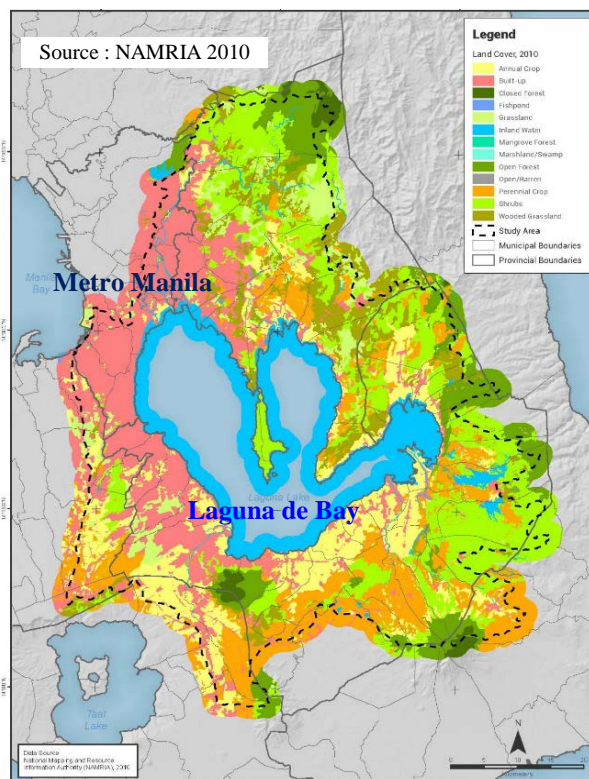 Source : NAMRIA 2010
Legend
Land Cover, 2010
Annual Crop
Built-up
Closed Forest
Fishpond
Grassland
Inland Water
Mangrove Forest
Marshland/Swamp
Open Forest
Open/Barren
Perennial Crop
Shrubs
Wooded Grassland
Study Area
Municipal Boundaries
Provincial Boundaries
Manila
Bay
Metro Manila
Laguna Lake
Laguna de Bay
Taal
Lake
Data Source
National Mapping and Resource
Information Authority (NAMRIA), 2010
N
Kilometers